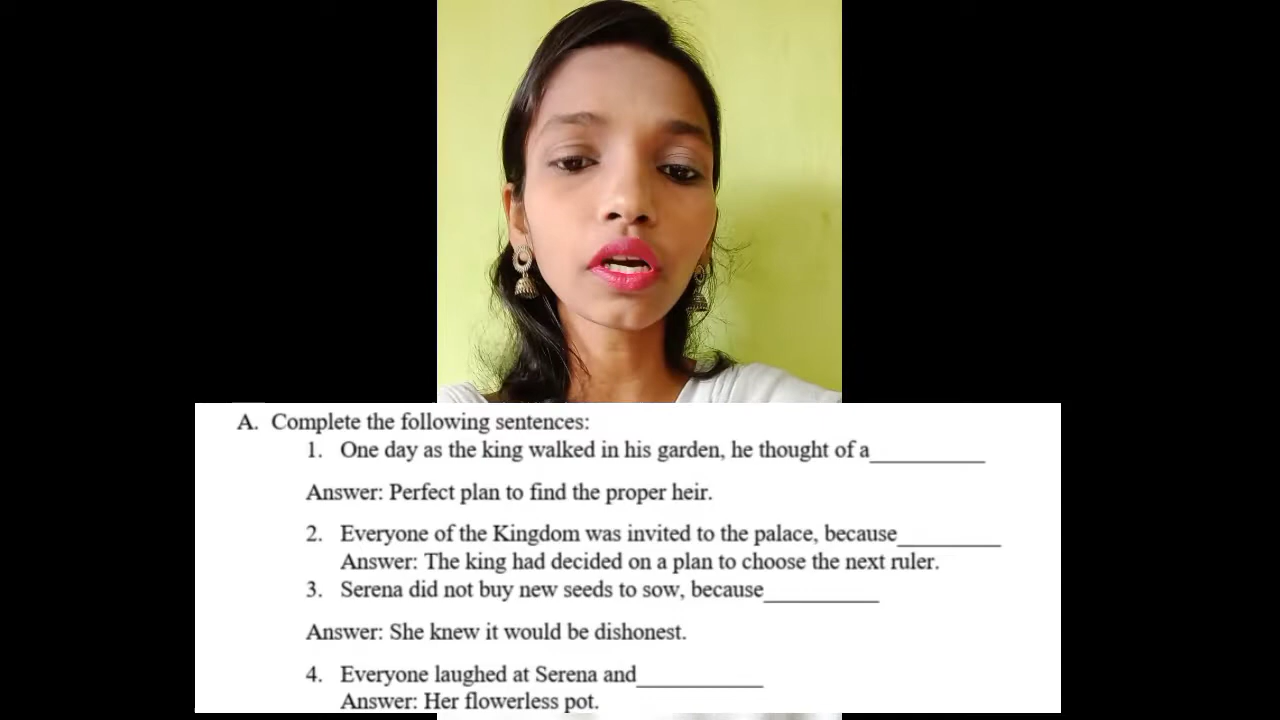 A. Complete the following sentences:
1. One day as the king walked in his garden, he thought of a__________
Answer: Perfect plan to find the proper heir.
2. Everyone of the Kingdom was invited to the palace, because_________
Answer: The king had decided on a plan to choose the next ruler.
3. Serena did not buy new seeds to sow, because__________
Answer: She knew it would be dishonest.
4. Everyone laughed at Serena and___________
Answer: Her flowerless pot.